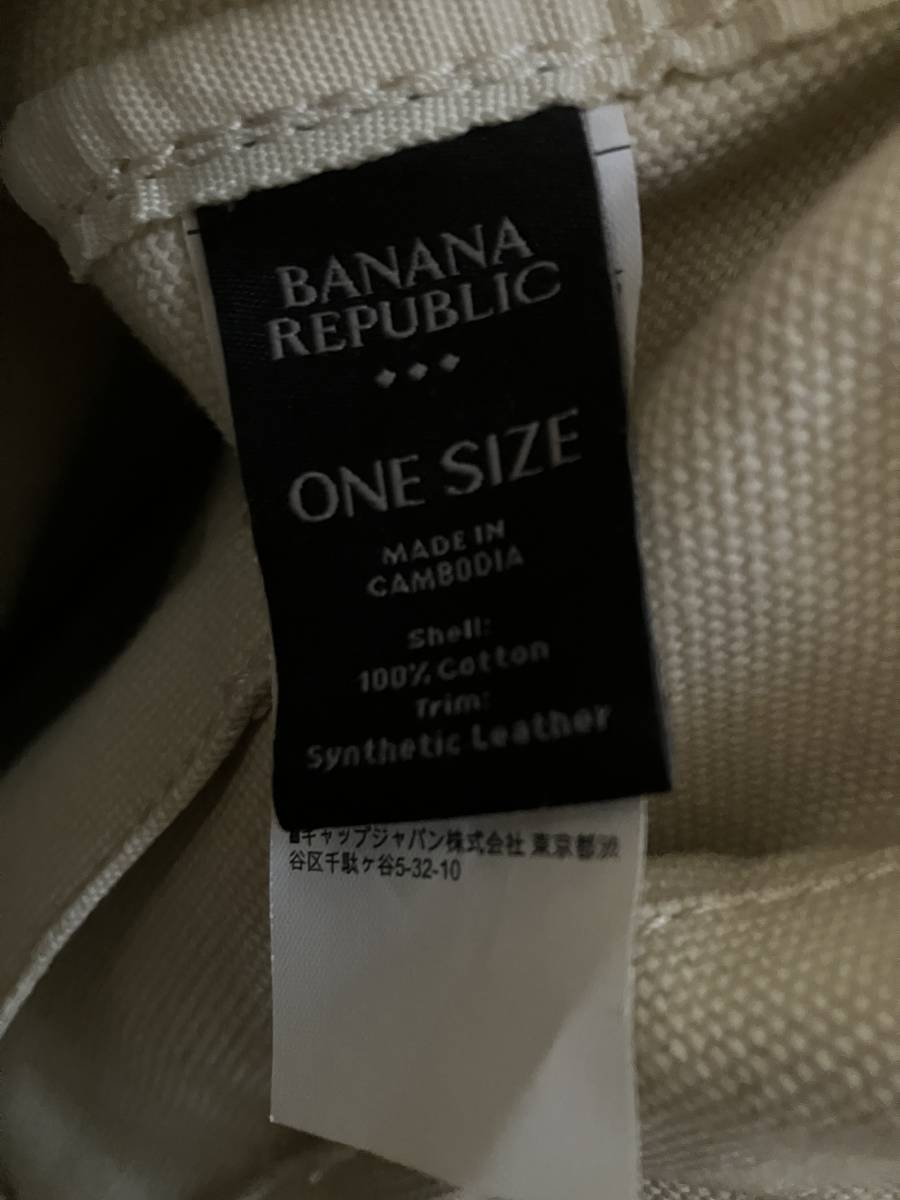 BANANA
REPUBLIC
ONE SIZE
MADE IN
CAMBODIA
Shell:
100% Cotton
Trim:
Synthetic Leather
■ギャップジャパン株式会社 東京都渋
谷区千駄ヶ谷5-32-10